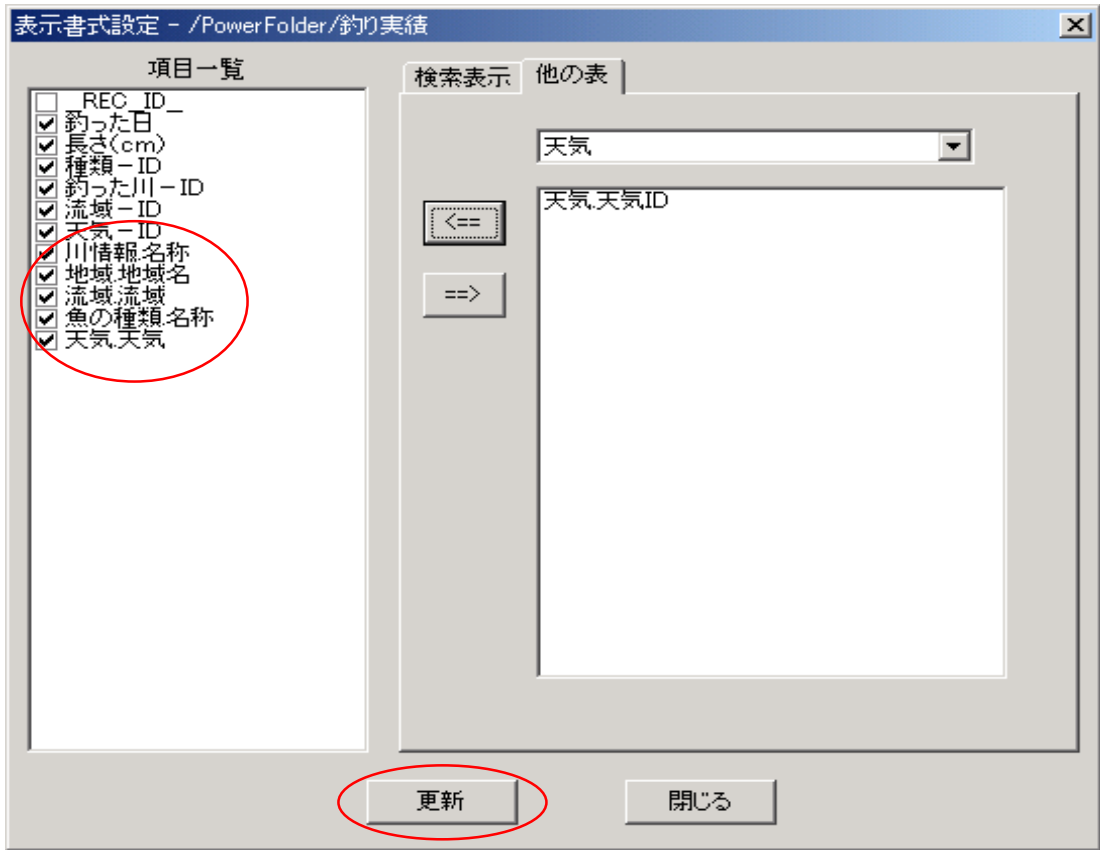 表示書式設定 - /PowerFolder/釣り実績
項目一覧
_REC_ID_
釣った日
長さ(cm)
種類－ID
釣った川－ID
流域－ID
天気－ID
川情報.名称
地域.地域名
流域.流域
魚の種類.名称
天気.天気
検索表示
他の表
天気
天気.天気ID
<==
==>
更新
閉じる